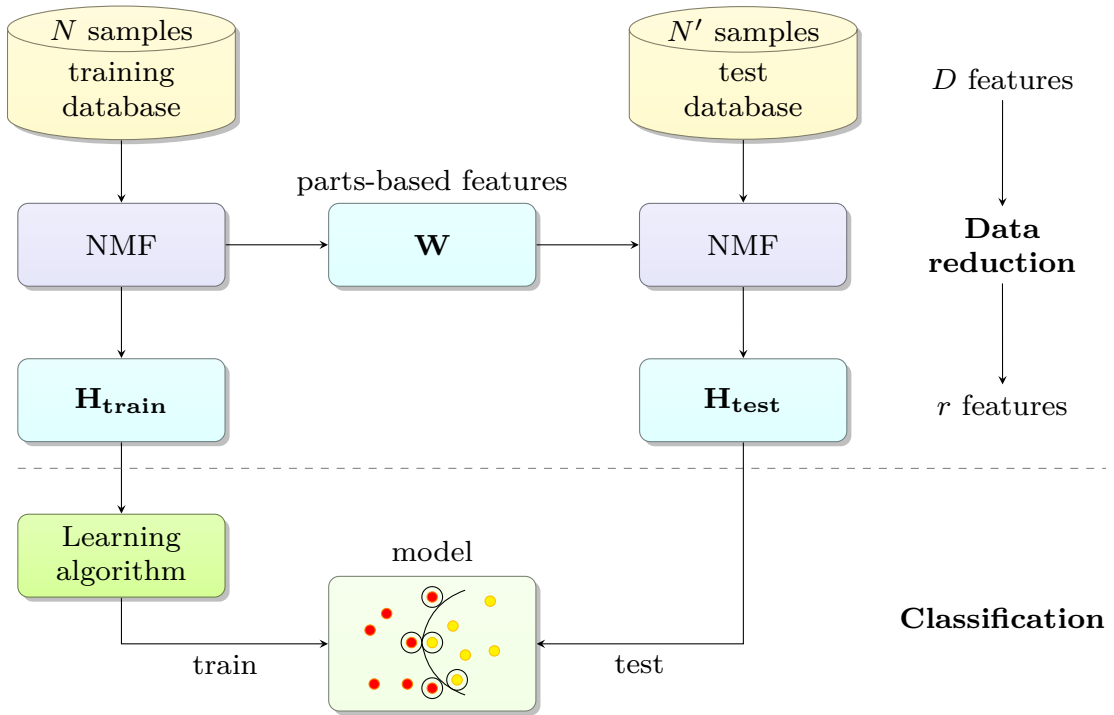 N samples
training
database
N′ samples
test
database
D features
parts-based features
NMF
W
NMF
Data
reduction
H_train
H_test
r features
Learning
algorithm
model
Classification
train
test